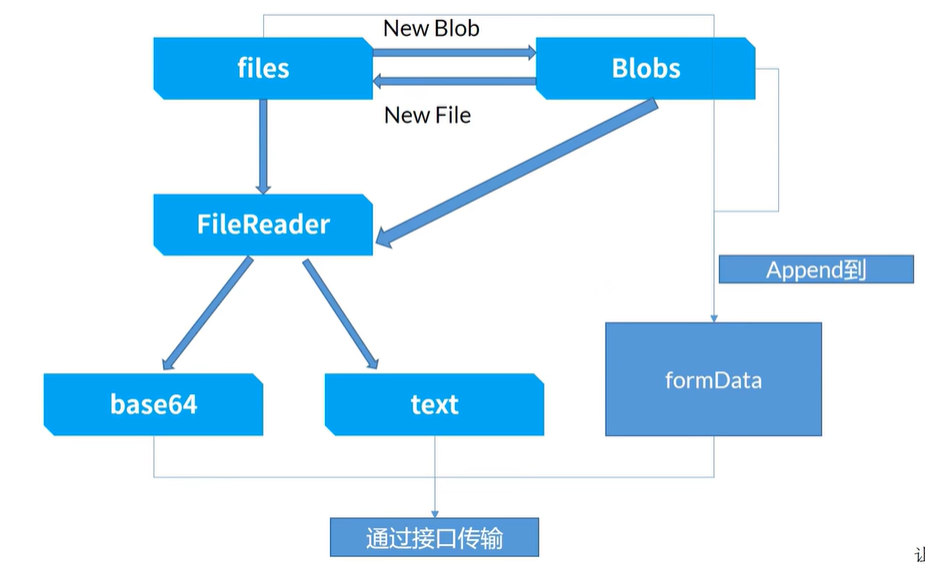 New Blob
files
Blobs
New File
FileReader
Append到
formData
base64
text
通过接口传输